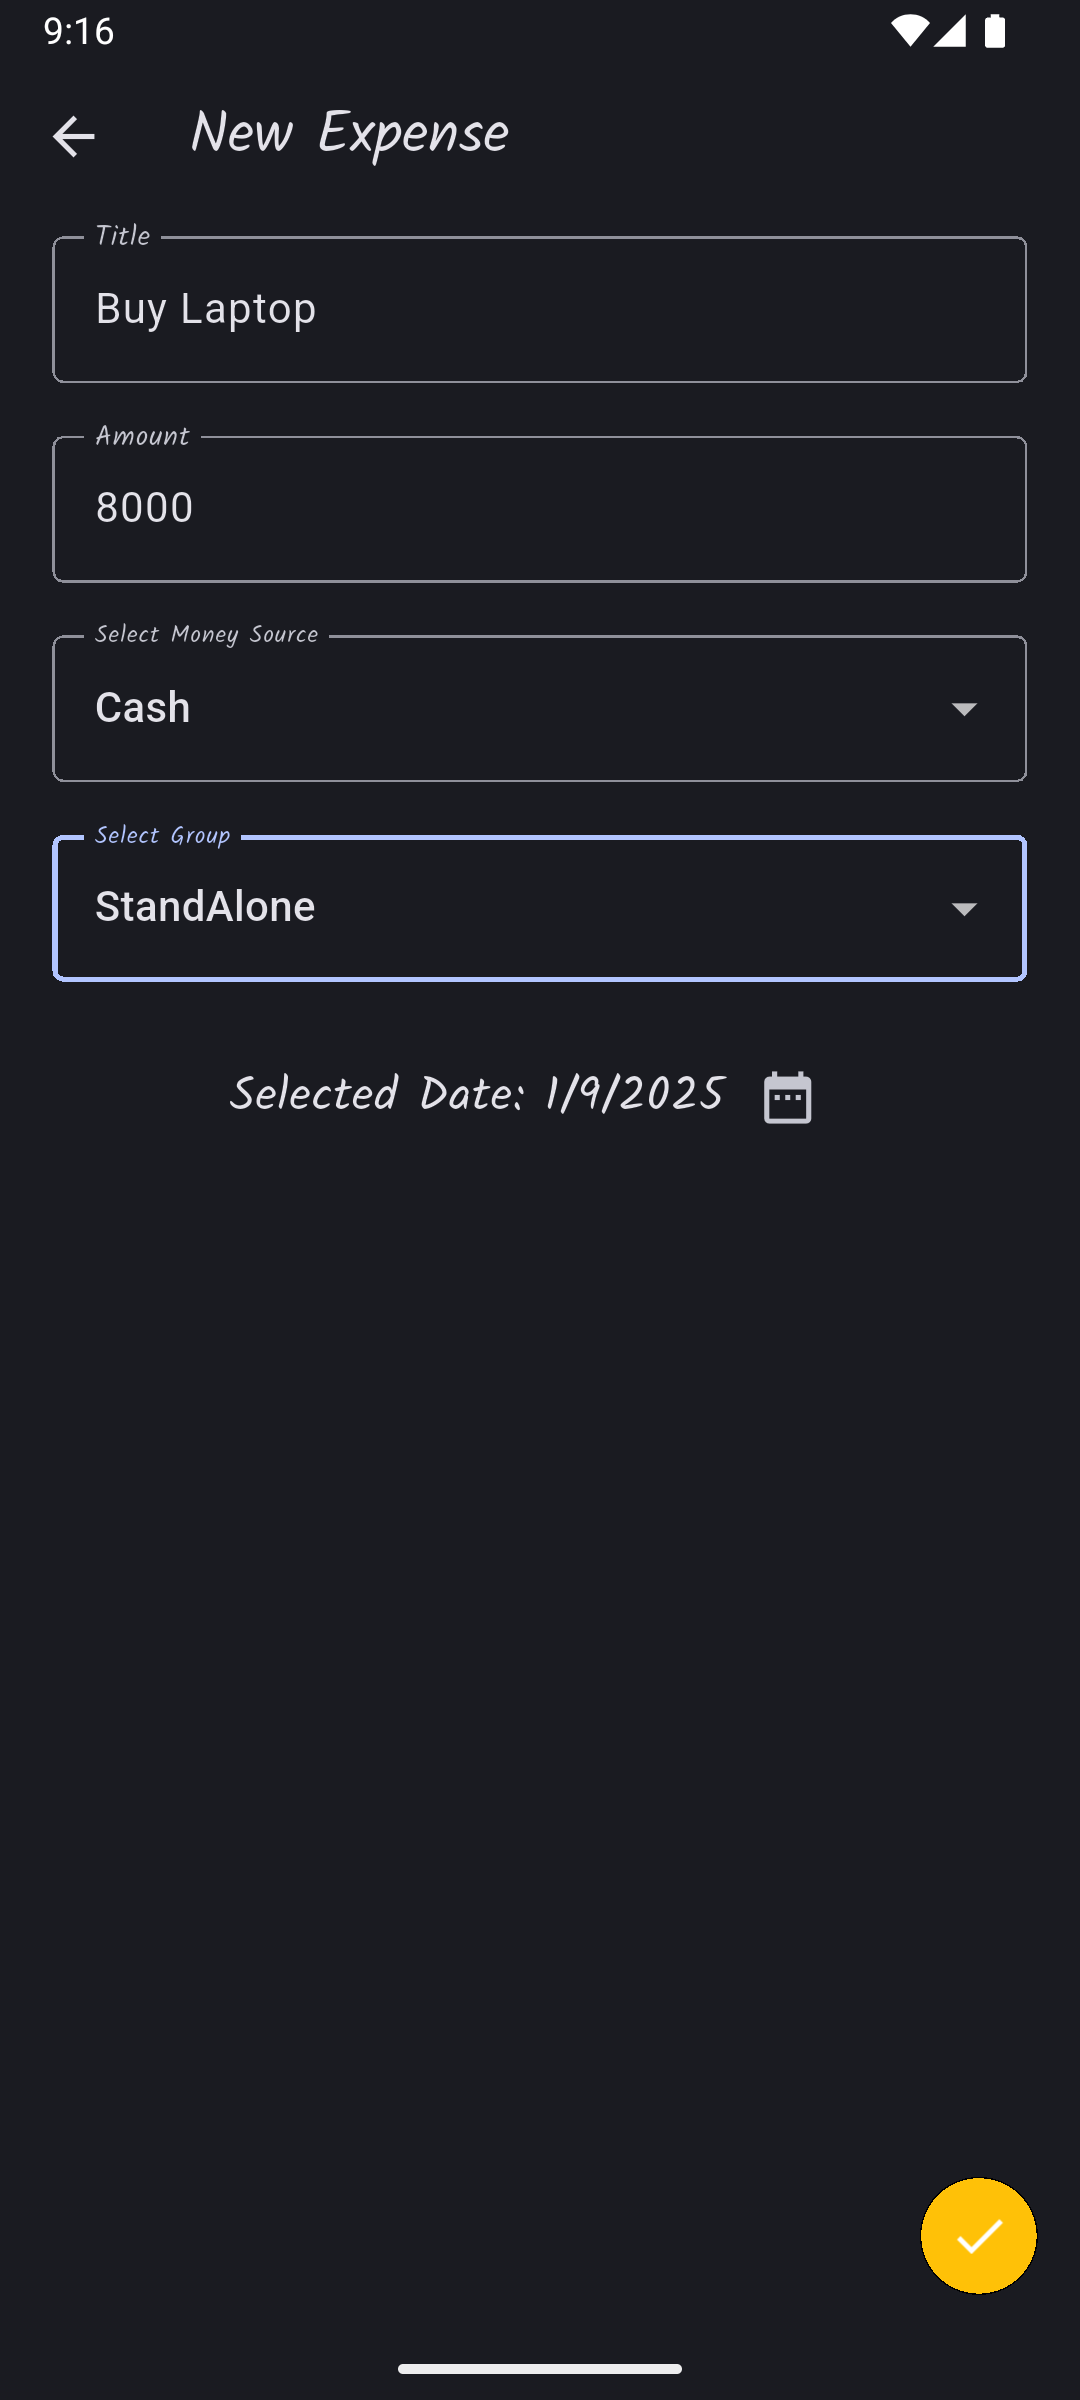 9:16
New Expense
Title
Buy Laptop
Amount
8000
Select Money Source
Cash
Select Group
StandAlone
Selected Date: 1/9/2025